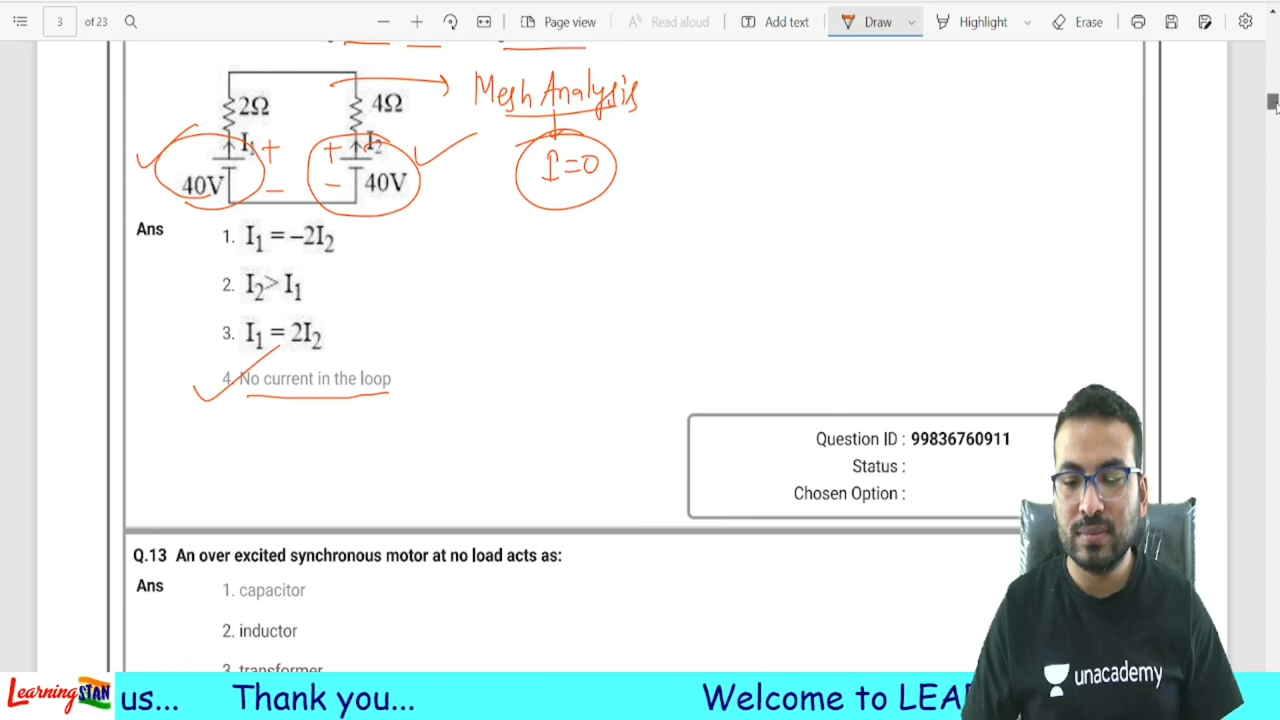 3 of 23 Page view Read aloud Add text Draw Highlight Erase
2Ω 4Ω Mesh Analysis
I1 + + I2 I=0
40V − − 40V
Ans 1. I1 = −2I2
2. I2> I1
3. I1 = 2I2
4. No current in the loop
Question ID : 99836760911
Status :
Chosen Option :
Q.13 An over excited synchronous motor at no load acts as:
Ans 1. capacitor
2. inductor
3. transformer
unacademy
LearningSTAN us... Thank you... Welcome to LEA